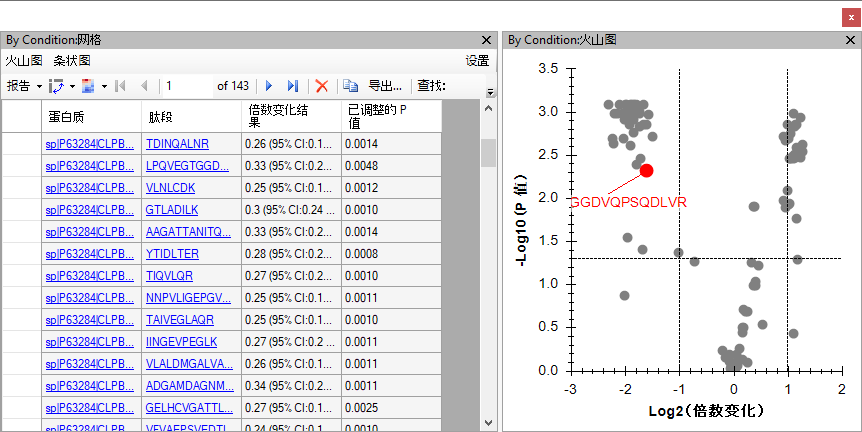 By Condition:网格
火山图 条状图 设置
报告 1 of 143 导出... 查找:
蛋白质 肽段 倍数变化结果 已调整的 P 值
sp|P63284|CLPB... TDINQALNR 0.26 (95% CI:0.1... 0.0014
sp|P63284|CLPB... LPQVEGTGGD... 0.33 (95% CI:0.2... 0.0048
sp|P63284|CLPB... VLNLCDK 0.25 (95% CI:0.1... 0.0012
sp|P63284|CLPB... GTLADILK 0.3 (95% CI:0.24 ... 0.0010
sp|P63284|CLPB... AAGATTANITQ... 0.33 (95% CI:0.2... 0.0014
sp|P63284|CLPB... YTIDLTER 0.28 (95% CI:0.2... 0.0008
sp|P63284|CLPB... TIQVLQR 0.27 (95% CI:0.2... 0.0010
sp|P63284|CLPB... NNPVLIGEPGV... 0.25 (95% CI:0.1... 0.0011
sp|P63284|CLPB... TAIVEGLAQR 0.25 (95% CI:0.1... 0.0010
sp|P63284|CLPB... IINGEVPEGLK 0.27 (95% CI:0.2... 0.0011
sp|P63284|CLPB... VLALDMGALVA... 0.26 (95% CI:0.1... 0.0011
sp|P63284|CLPB... ADGAMDAGNM... 0.34 (95% CI:0.2... 0.0011
sp|P63284|CLPB... GELHCVGATTL... 0.27 (95% CI:0.1... 0.0025
sp|P63284|CLPB... VFVAEPSVEDTI... 0.24 (95% CI:0.1... 0.0010
By Condition:火山图
3.5
3.0
2.5
2.0
GGDVQPSQDLVR
1.5
1.0
0.5
0.0
-Log10(P 值)
-3 -2 -1 0 1 2
Log2(倍数变化)